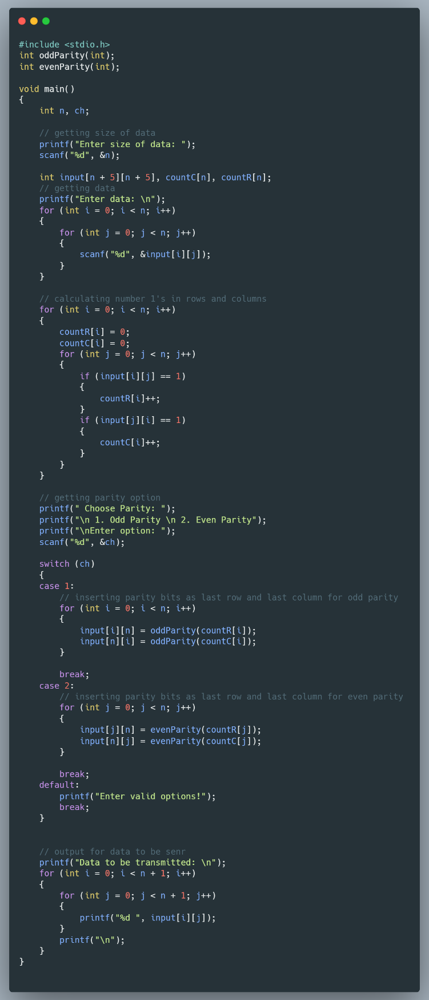 #include <stdio.h>
int oddParity(int);
int evenParity(int);

void main()
{
    int n, ch;

    // getting size of data
    printf("Enter size of data: ");
    scanf("%d", &n);

    int input[n + 5][n + 5], countC[n], countR[n];
    // getting data
    printf("Enter data: \n");
    for (int i = 0; i < n; i++)
    {
        for (int j = 0; j < n; j++)
        {
            scanf("%d", &input[i][j]);
        }
    }

    // calculating number 1's in rows and columns
    for (int i = 0; i < n; i++)
    {
        countR[i] = 0;
        countC[i] = 0;
        for (int j = 0; j < n; j++)
        {
            if (input[i][j] == 1)
            {
                countR[i]++;
            }
            if (input[j][i] == 1)
            {
                countC[i]++;
            }
        }
    }

    // getting parity option
    printf(" Choose Parity: ");
    printf("\n 1. Odd Parity \n 2. Even Parity");
    printf("\nEnter option: ");
    scanf("%d", &ch);

    switch (ch)
    {
    case 1:
        // inserting parity bits as last row and last column for odd parity
        for (int i = 0; i < n; i++)
        {
            input[i][n] = oddParity(countR[i]);
            input[n][i] = oddParity(countC[i]);
        }

        break;
    case 2:
        // inserting parity bits as last row and last column for even parity
        for (int j = 0; j < n; j++)
        {
            input[j][n] = evenParity(countR[j]);
            input[n][j] = evenParity(countC[j]);
        }

        break;
    default:
        printf("Enter valid options!");
        break;
    }


    // output for data to be senr
    printf("Data to be transmitted: \n");
    for (int i = 0; i < n + 1; i++)
    {
        for (int j = 0; j < n + 1; j++)
        {
            printf("%d ", input[i][j]);
        }
        printf("\n");
    }
}